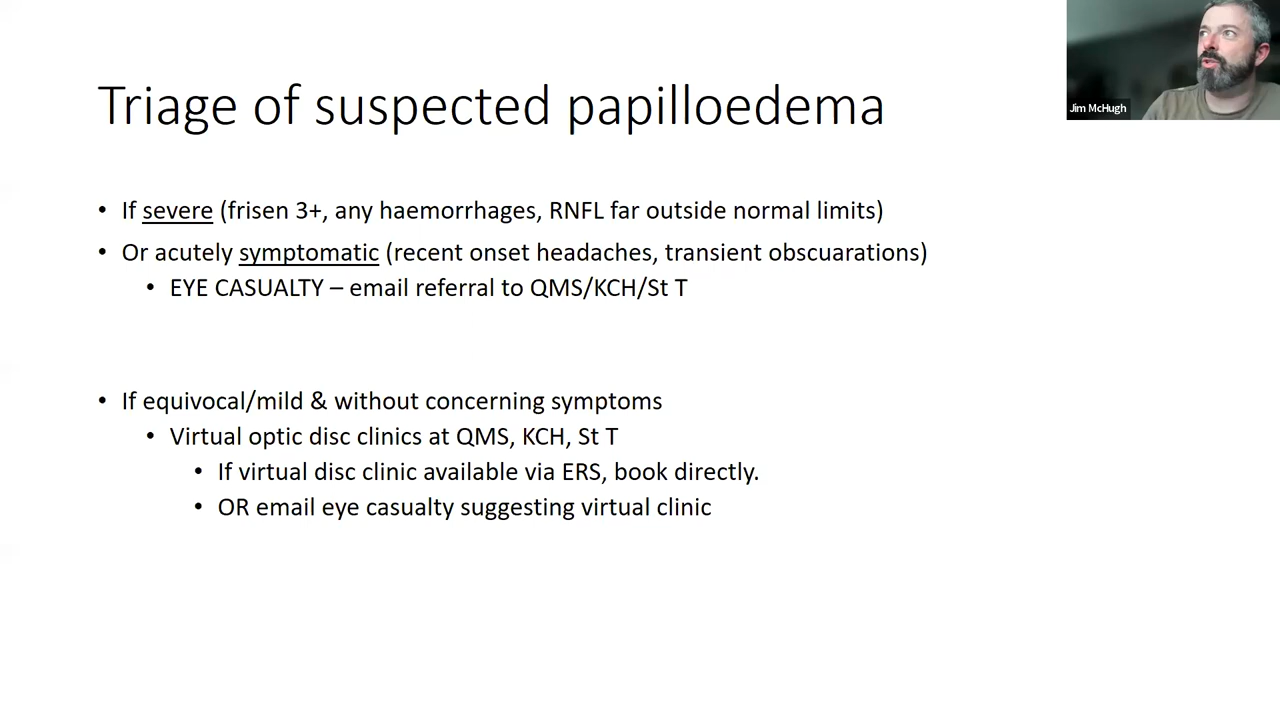 Triage of suspected papilloedema
Jim McHugh
• If severe (frisen 3+, any haemorrhages, RNFL far outside normal limits)
• Or acutely symptomatic (recent onset headaches, transient obscuarations)
• EYE CASUALTY – email referral to QMS/KCH/St T
• If equivocal/mild & without concerning symptoms
• Virtual optic disc clinics at QMS, KCH, St T
• If virtual disc clinic available via ERS, book directly.
• OR email eye casualty suggesting virtual clinic